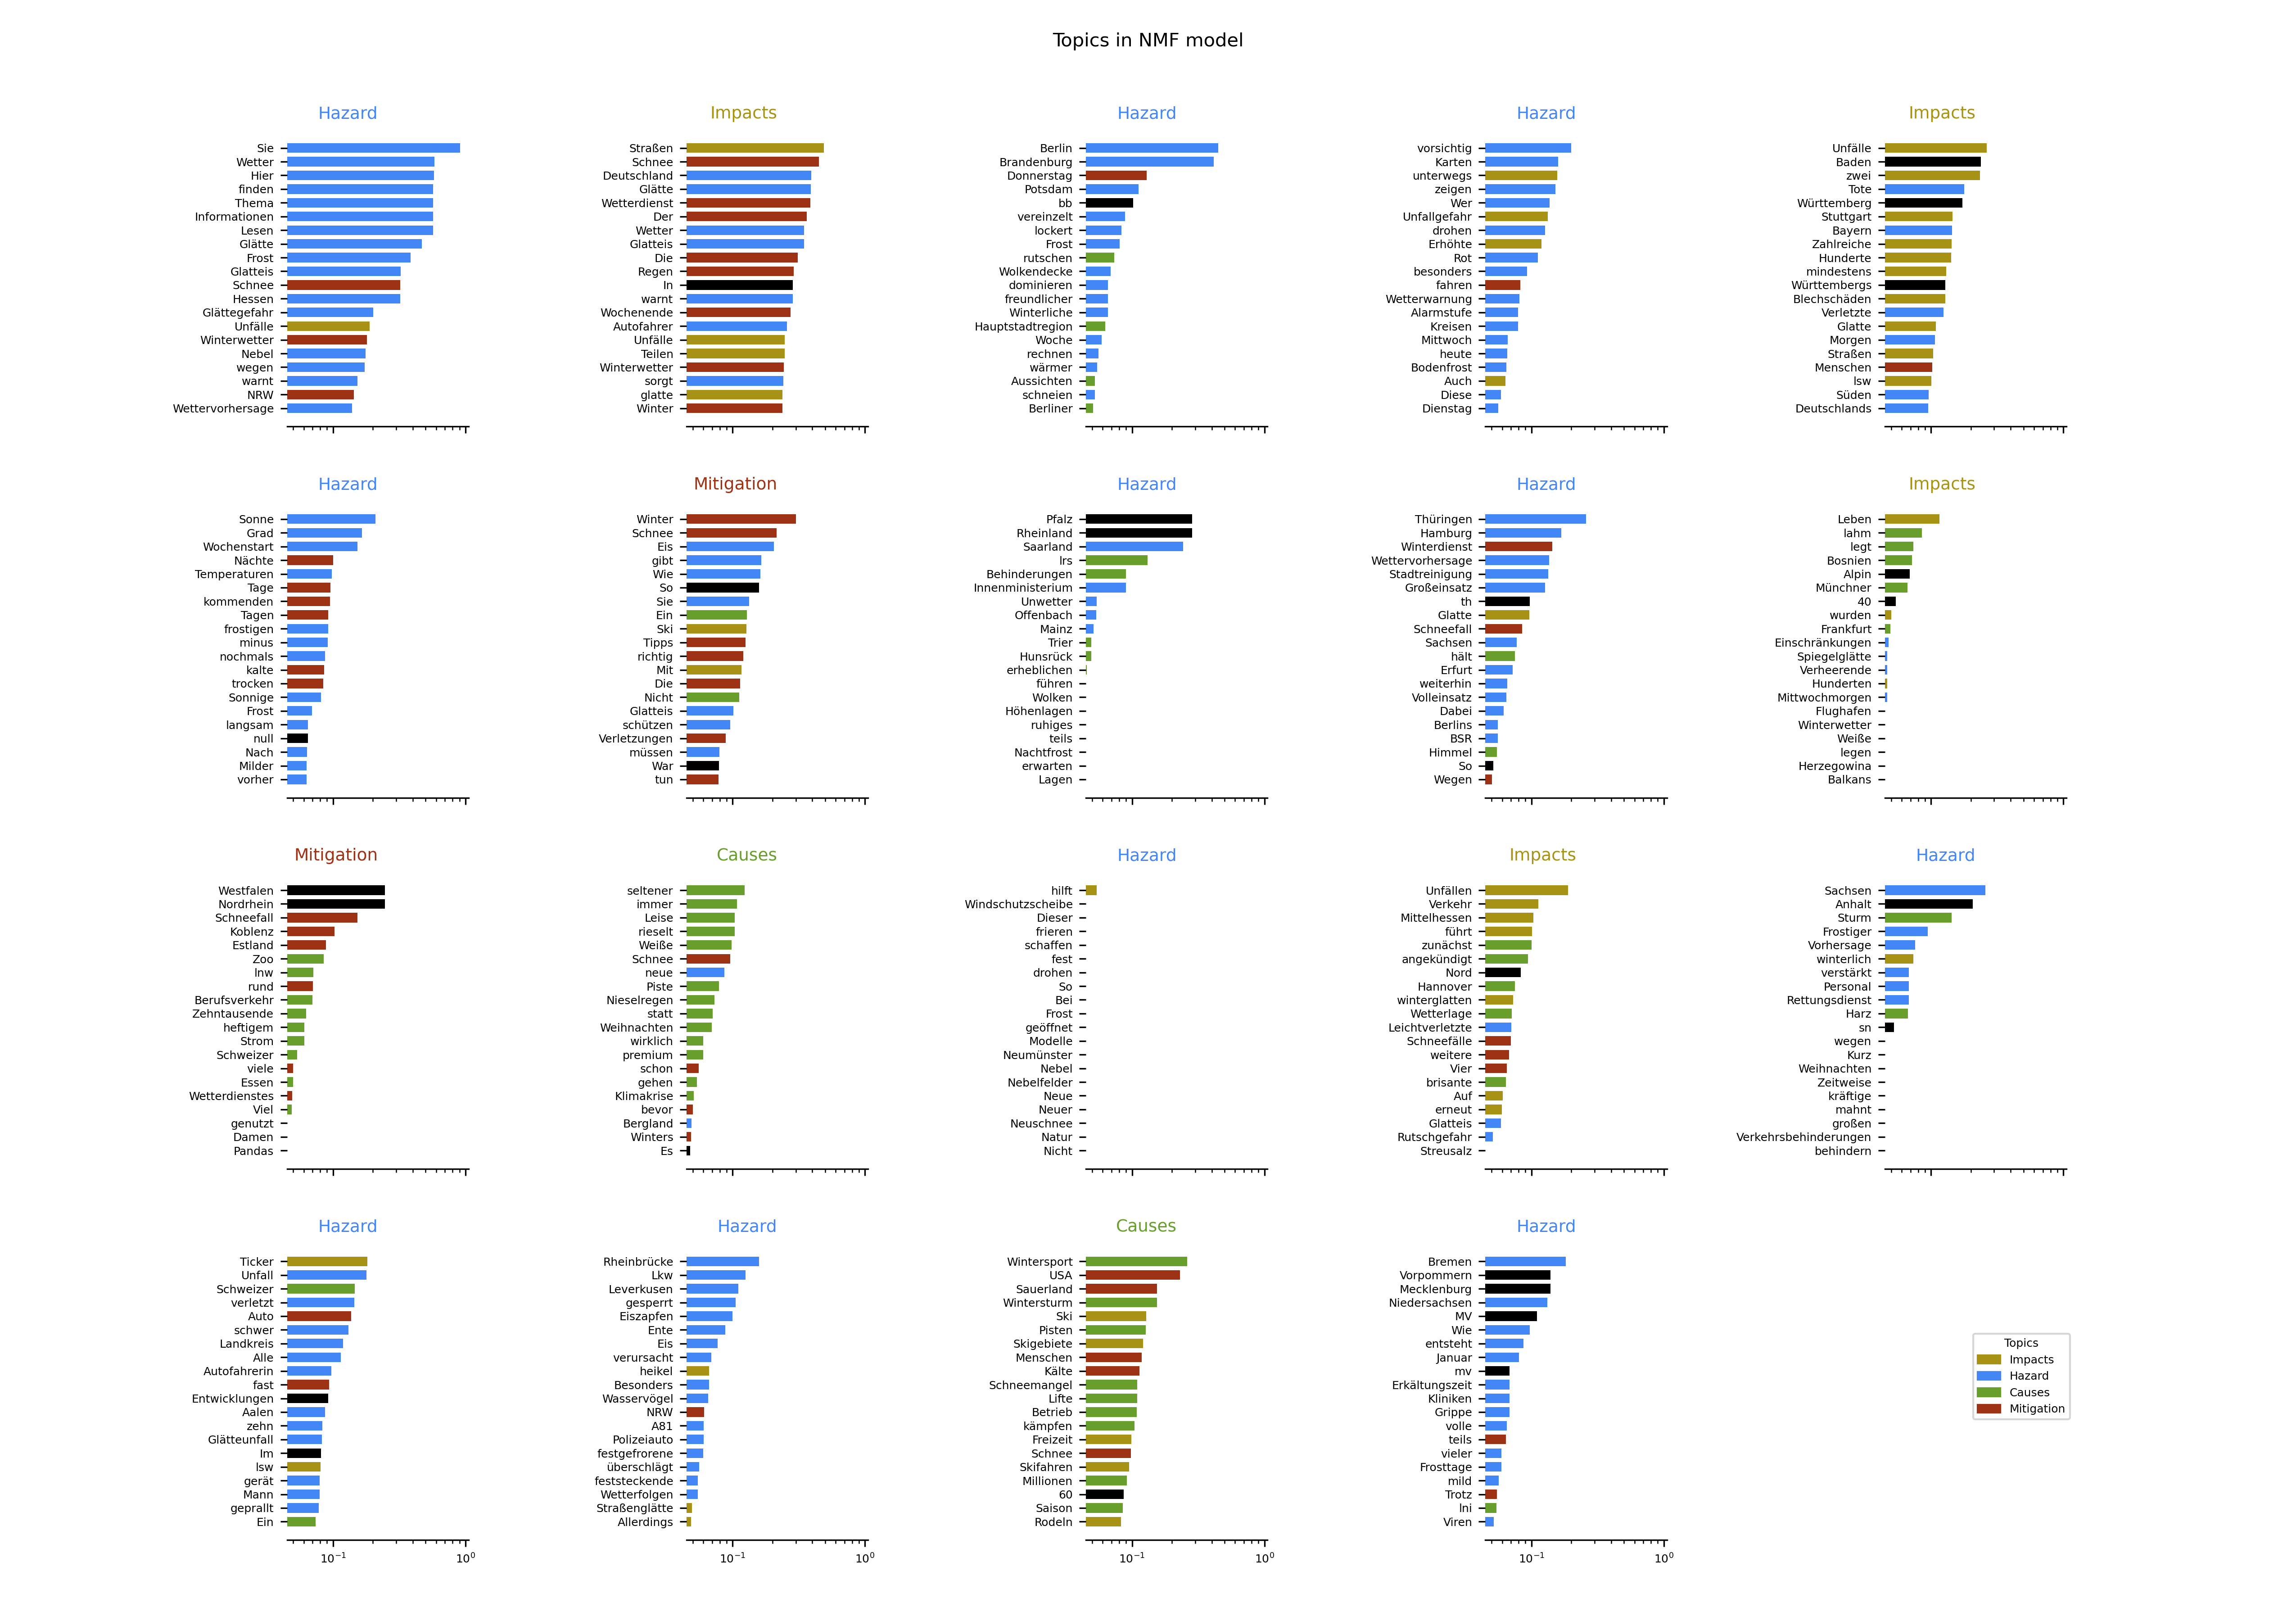 Topics in NMF model
Hazard
Sie
Wetter
Hier
finden
Thema
Informationen
Lesen
Glätte
Frost
Glatteis
Schnee
Hessen
Glättegefahr
Unfälle
Winterwetter
Nebel
wegen
warnt
NRW
Wettervorhersage
Impacts
Straßen
Schnee
Deutschland
Glätte
Wetterdienst
Der
Wetter
Glatteis
Die
Regen
In
warnt
Wochenende
Autofahrer
Unfälle
Teilen
Winterwetter
sorgt
glatte
Winter
Hazard
Berlin
Brandenburg
Donnerstag
Potsdam
bb
vereinzelt
lockert
Frost
rutschen
Wolkendecke
dominieren
freundlicher
Winterliche
Hauptstadtregion
Woche
rechnen
wärmer
Aussichten
schneien
Berliner
Hazard
vorsichtig
Karten
unterwegs
zeigen
Wer
Unfallgefahr
drohen
Erhöhte
Rot
besonders
fahren
Wetterwarnung
Alarmstufe
Kreisen
Mittwoch
heute
Bodenfrost
Auch
Diese
Dienstag
Impacts
Unfälle
Baden
zwei
Tote
Württemberg
Stuttgart
Bayern
Zahlreiche
Hunderte
mindestens
Württembergs
Blechschäden
Verletzte
Glatte
Morgen
Straßen
Menschen
lsw
Süden
Deutschlands
Hazard
Sonne
Grad
Wochenstart
Nächte
Temperaturen
Tage
kommenden
Tagen
frostigen
minus
nochmals
kalte
trocken
Sonnige
Frost
langsam
null
Nach
Milder
vorher
Mitigation
Winter
Schnee
Eis
gibt
Wie
So
Sie
Ein
Ski
Tipps
richtig
Mit
Die
Nicht
Glatteis
schützen
Verletzungen
müssen
War
tun
Hazard
Pfalz
Rheinland
Saarland
lrs
Behinderungen
Innenministerium
Unwetter
Offenbach
Mainz
Trier
Hunsrück
erheblichen
führen
Wolken
Höhenlagen
ruhiges
teils
Nachtfrost
erwarten
Lagen
Hazard
Thüringen
Hamburg
Winterdienst
Wettervorhersage
Stadtreinigung
Großeinsatz
th
Glatte
Schneefall
Sachsen
hält
Erfurt
weiterhin
Volleinsatz
Dabei
Berlins
BSR
Himmel
So
Wegen
Impacts
Leben
lahm
legt
Bosnien
Alpin
Münchner
40
wurden
Frankfurt
Einschränkungen
Spiegelglätte
Verheerende
Hunderten
Mittwochmorgen
Flughafen
Winterwetter
Weiße
legen
Herzegowina
Balkans
Mitigation
Westfalen
Nordrhein
Schneefall
Koblenz
Estland
Zoo
lnw
rund
Berufsverkehr
Zehntausende
heftigem
Strom
Schweizer
viele
Essen
Wetterdienstes
Viel
genutzt
Damen
Pandas
Causes
seltener
immer
Leise
rieselt
Weiße
Schnee
neue
Piste
Nieselregen
statt
Weihnachten
wirklich
premium
schon
gehen
Klimakrise
bevor
Bergland
Winters
Es
Hazard
hilft
Windschutzscheibe
Dieser
frieren
schaffen
fest
drohen
So
Bei
Frost
geöffnet
Modelle
Neumünster
Nebel
Nebelfelder
Neue
Neuer
Neuschnee
Natur
Nicht
Impacts
Unfällen
Verkehr
Mittelhessen
führt
zunächst
angekündigt
Nord
Hannover
winterglatten
Wetterlage
Leichtverletzte
Schneefälle
weitere
Vier
brisante
Auf
erneut
Glatteis
Rutschgefahr
Streusalz
Hazard
Sachsen
Anhalt
Sturm
Frostiger
Vorhersage
winterlich
verstärkt
Personal
Rettungsdienst
Harz
sn
wegen
Kurz
Weihnachten
Zeitweise
kräftige
mahnt
großen
Verkehrsbehinderungen
behindern
Hazard
Ticker
Unfall
Schweizer
verletzt
Auto
schwer
Landkreis
Alle
Autofahrerin
fast
Entwicklungen
Aalen
zehn
Glätteunfall
Im
lsw
gerät
Mann
geprallt
Ein
10⁻¹ 10⁰
Hazard
Rheinbrücke
Lkw
Leverkusen
gesperrt
Eiszapfen
Ente
Eis
verursacht
heikel
Besonders
Wasservögel
NRW
A81
Polizeiauto
festgefrorene
überschlägt
feststeckende
Wetterfolgen
Straßenglätte
Allerdings
10⁻¹ 10⁰
Causes
Wintersport
USA
Sauerland
Wintersturm
Ski
Pisten
Skigebiete
Menschen
Kälte
Schneemangel
Lifte
Betrieb
kämpfen
Freizeit
Schnee
Skifahren
Millionen
60
Saison
Rodeln
10⁻¹ 10⁰
Hazard
Bremen
Vorpommern
Mecklenburg
Niedersachsen
MV
Wie
entsteht
Januar
mv
Erkältungszeit
Kliniken
Grippe
volle
teils
vieler
Frosttage
mild
Trotz
lni
Viren
10⁻¹ 10⁰
Topics
Impacts
Hazard
Causes
Mitigation